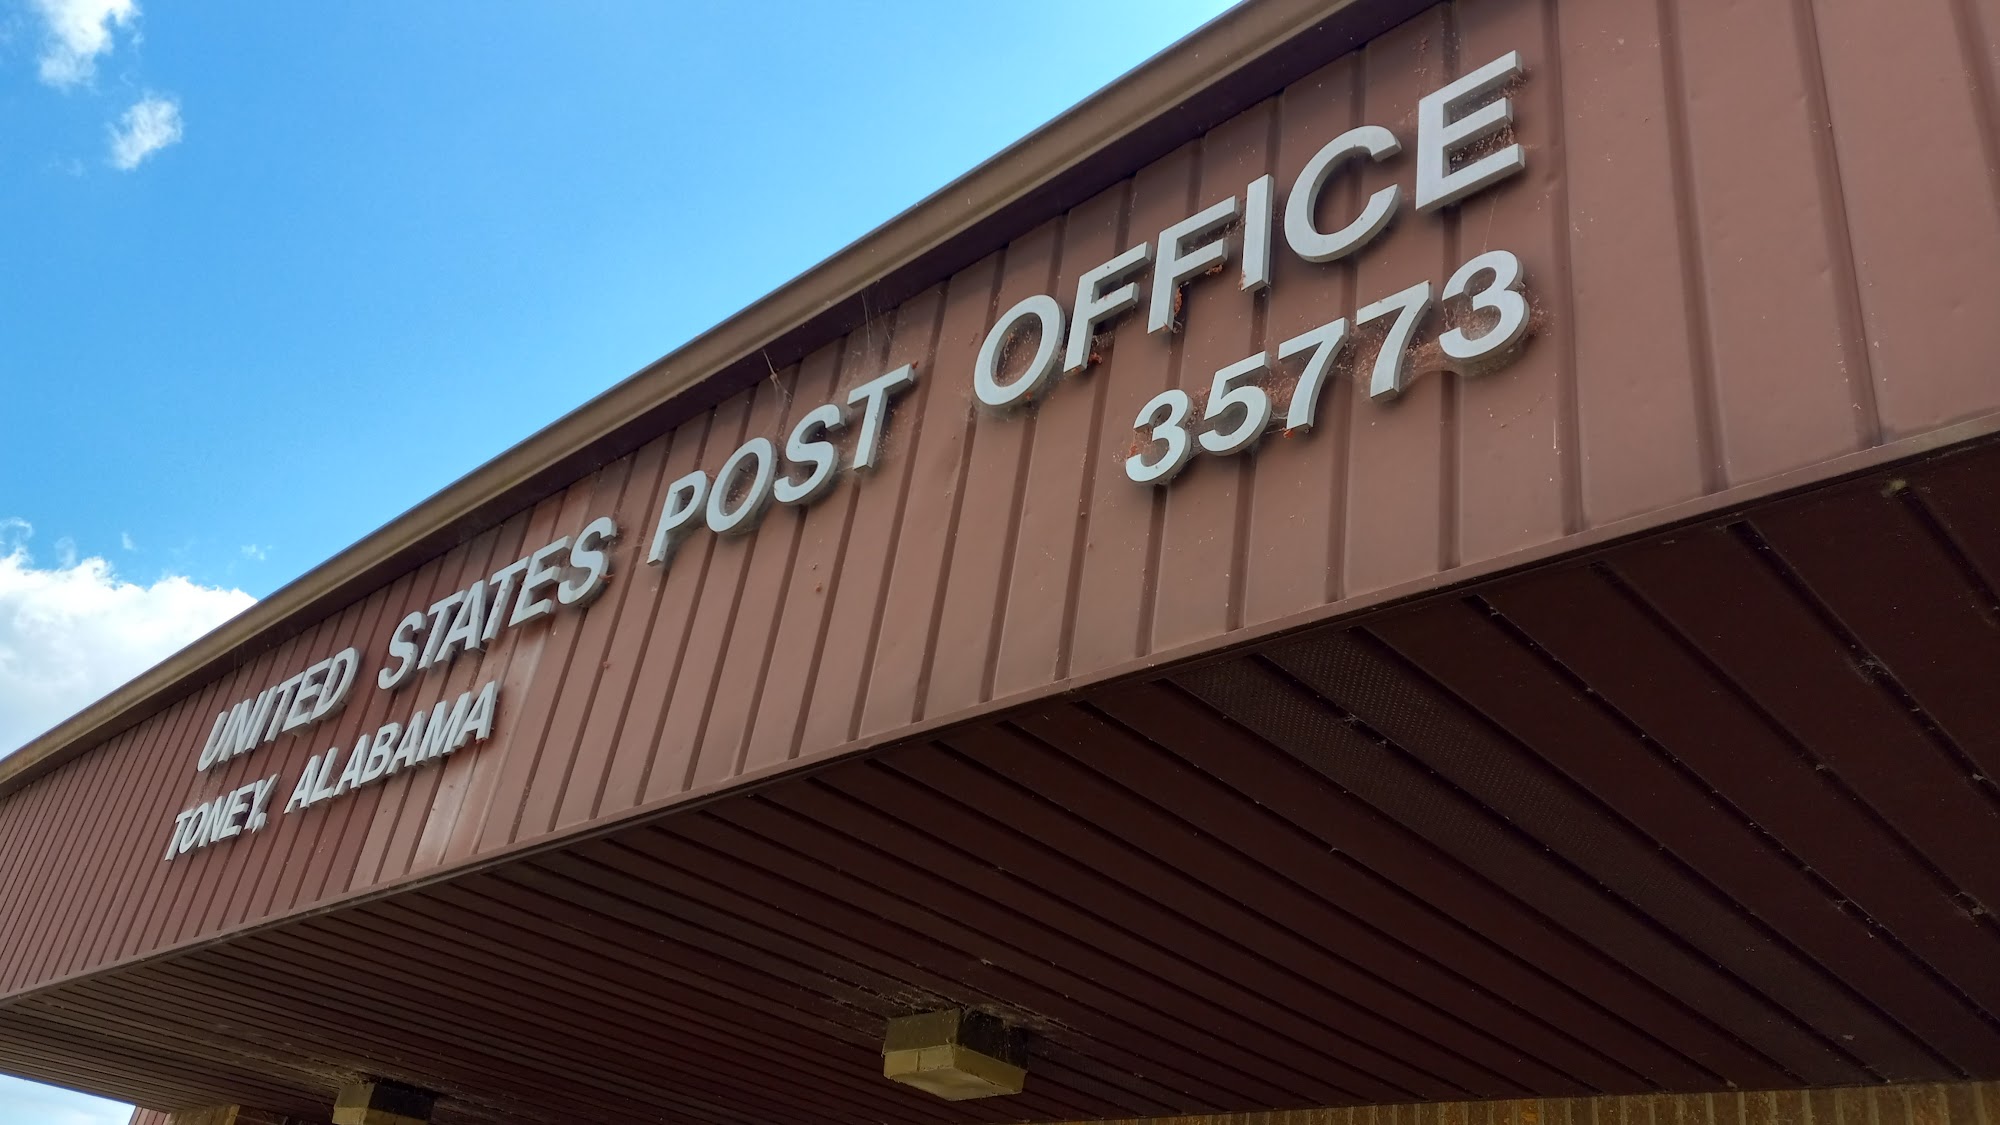 UNITED STATES POST OFFICE
TONEY, ALABAMA 35773